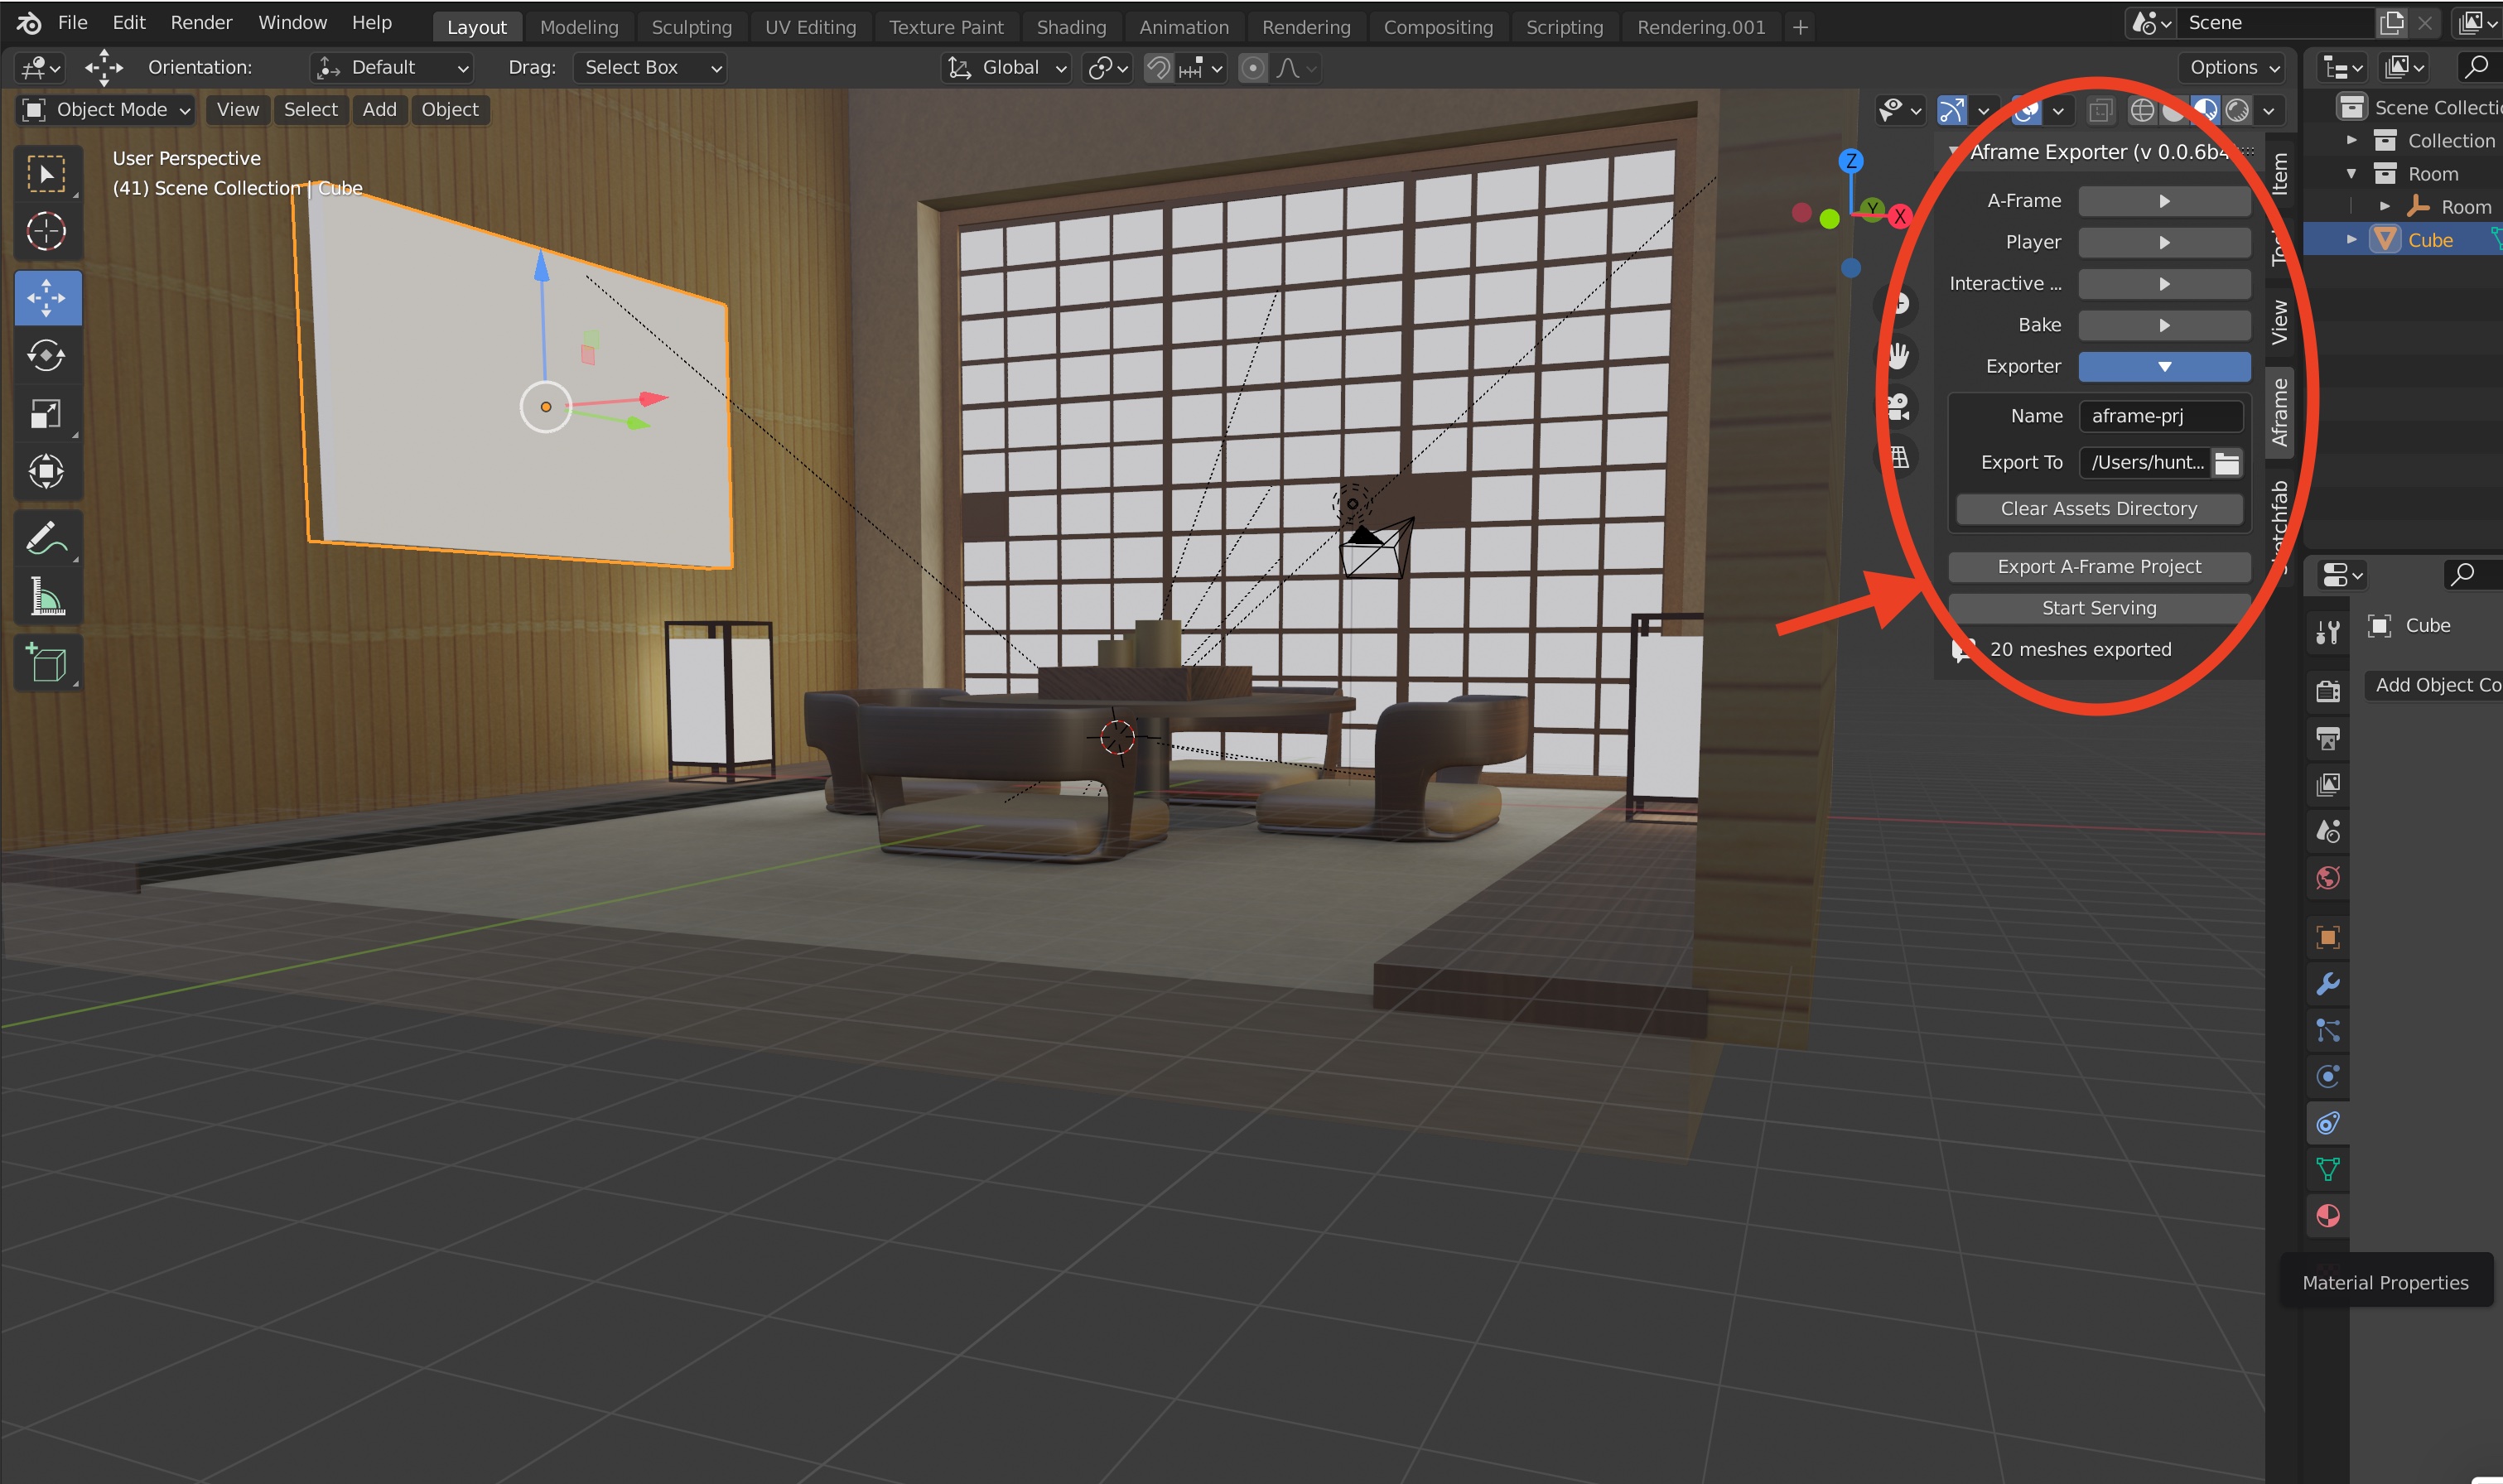 File Edit Render Window Help Layout Modeling Sculpting UV Editing Texture Paint Shading Animation Rendering Compositing Scripting Rendering.001 + Scene
Orientation: Default Drag: Select Box Global Options
Object Mode View Select Add Object
User Perspective
(41) Scene Collection | Cube
Z
Y
X
Aframe Exporter (v 0.0.6b4
A-Frame
Player
Interactive ...
Bake
Exporter
Name aframe-prj
Export To /Users/hunt...
Clear Assets Directory
Export A-Frame Project
Start Serving
20 meshes exported
Item
View
Aframe
Scene Collectio
Collection
Room
Room
Cube
Cube
Add Object Co
Material Properties